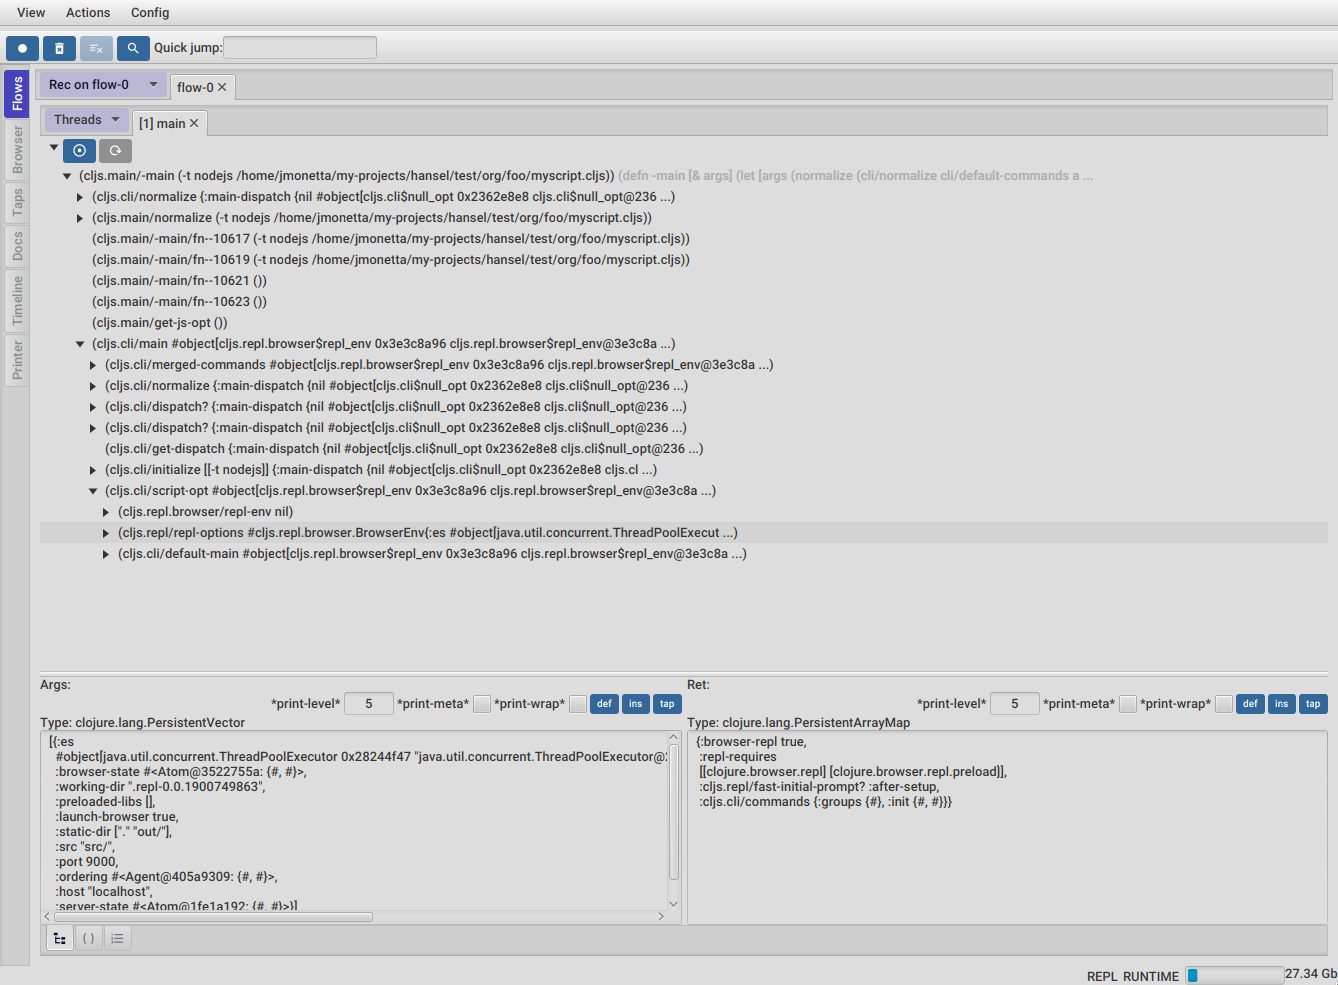 View Actions Config
Quick jump:
Rec on flow-0 flow-0
Threads [1] main
Flows
Browser
Taps
Docs
Timeline
Printer
(cljs.main/-main (-t nodejs /home/jmonetta/my-projects/hansel/test/org/foo/myscript.cljs)) (defn -main [& args] (let [args (normalize (cli/normalize cli/default-commands a ...
(cljs.cli/normalize {:main-dispatch {nil #object[cljs.cli$null_opt 0x2362e8e8 cljs.cli$null_opt@236 ...)
(cljs.main/normalize (-t nodejs /home/jmonetta/my-projects/hansel/test/org/foo/myscript.cljs))
(cljs.main/-main/fn--10617 (-t nodejs /home/jmonetta/my-projects/hansel/test/org/foo/myscript.cljs))
(cljs.main/-main/fn--10619 (-t nodejs /home/jmonetta/my-projects/hansel/test/org/foo/myscript.cljs))
(cljs.main/-main/fn--10621 ())
(cljs.main/-main/fn--10623 ())
(cljs.main/get-js-opt ())
(cljs.cli/main #object[cljs.repl.browser$repl_env 0x3e3c8a96 cljs.repl.browser$repl_env@3e3c8a ...)
(cljs.cli/merged-commands #object[cljs.repl.browser$repl_env 0x3e3c8a96 cljs.repl.browser$repl_env@3e3c8a ...)
(cljs.cli/normalize {:main-dispatch {nil #object[cljs.cli$null_opt 0x2362e8e8 cljs.cli$null_opt@236 ...)
(cljs.cli/dispatch? {:main-dispatch {nil #object[cljs.cli$null_opt 0x2362e8e8 cljs.cli$null_opt@236 ...)
(cljs.cli/dispatch? {:main-dispatch {nil #object[cljs.cli$null_opt 0x2362e8e8 cljs.cli$null_opt@236 ...)
(cljs.cli/get-dispatch {:main-dispatch {nil #object[cljs.cli$null_opt 0x2362e8e8 cljs.cli$null_opt@236 ...)
(cljs.cli/initialize [[-t nodejs]] {:main-dispatch {nil #object[cljs.cli$null_opt 0x2362e8e8 cljs.cl ...)
(cljs.cli/script-opt #object[cljs.repl.browser$repl_env 0x3e3c8a96 cljs.repl.browser$repl_env@3e3c8a ...)
(cljs.repl.browser/repl-env nil)
(cljs.repl/repl-options #cljs.repl.browser.BrowserEnv{:es #object[java.util.concurrent.ThreadPoolExecut ...)
(cljs.cli/default-main #object[cljs.repl.browser$repl_env 0x3e3c8a96 cljs.repl.browser$repl_env@3e3c8a ...)
Args:
*print-level* 5 *print-meta* *print-wrap* def ins tap
Type: clojure.lang.PersistentVector
[{:es
#object[java.util.concurrent.ThreadPoolExecutor 0x28244f47 "java.util.concurrent.ThreadPoolExecutor@
:browser-state #<Atom@3522755a: {#, #}>,
:working-dir ".repl-0.0.1900749863",
:preloaded-libs [],
:launch-browser true,
:static-dir ["." "out/"],
:src "src/",
:port 9000,
:ordering #<Agent@405a9309: {#, #}>,
:host "localhost",
:server-state #<Atom@1fe1a192: {#, #}>}]
Ret:
*print-level* 5 *print-meta* *print-wrap* def ins tap
Type: clojure.lang.PersistentArrayMap
{:browser-repl true,
:repl-requires
[[clojure.browser.repl] [clojure.browser.repl.preload]],
:cljs.repl/fast-initial-prompt? :after-setup,
:cljs.cli/commands {:groups {#}, :init {#, #}}}
( )
REPL RUNTIME 27.34 Gb